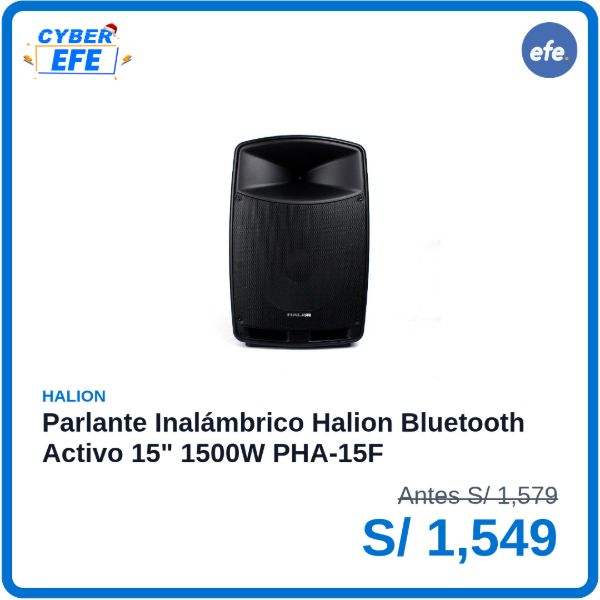 CYBER
EFE
efe.
HALION
HALION
Parlante Inalámbrico Halion Bluetooth
Activo 15" 1500W PHA-15F
Antes S/ 1,579
S/ 1,549